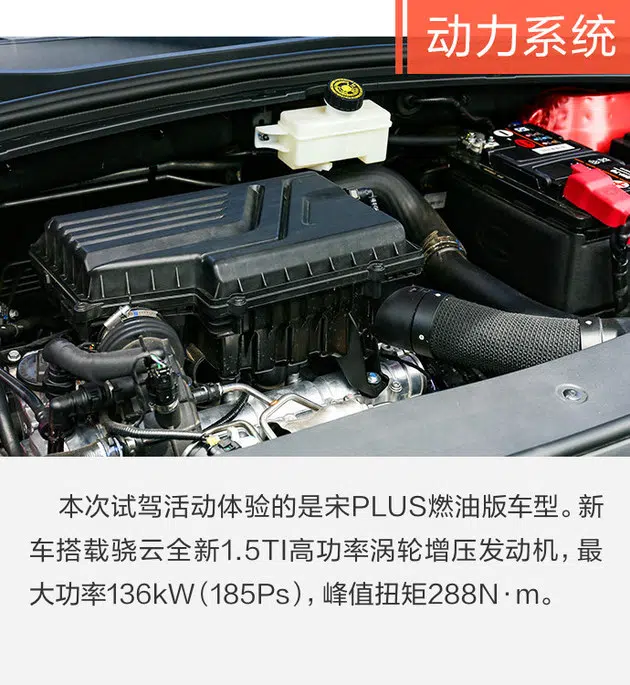 动力系统
本次试驾活动体验的是宋PLUS燃油版车型。新
车搭载骁云全新1.5TI高功率涡轮增压发动机，最
大功率136kW（185Ps），峰值扭矩288N·m。